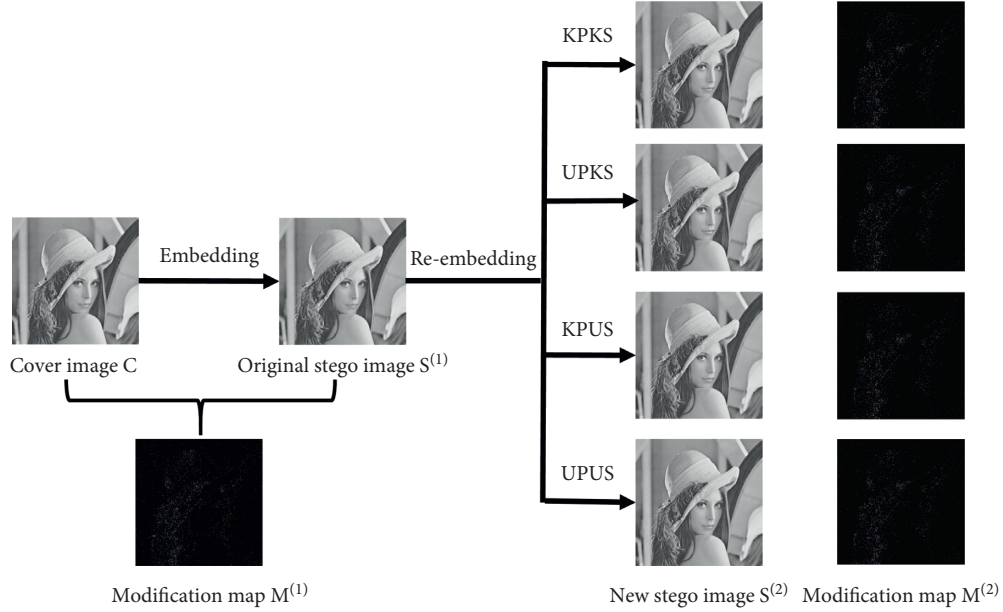 KPKS
UPKS
Embedding
Re-embedding
KPUS
Cover image C
Original stego image S⁽¹⁾
UPUS
Modification map M⁽¹⁾
New stego image S⁽²⁾
Modification map M⁽²⁾